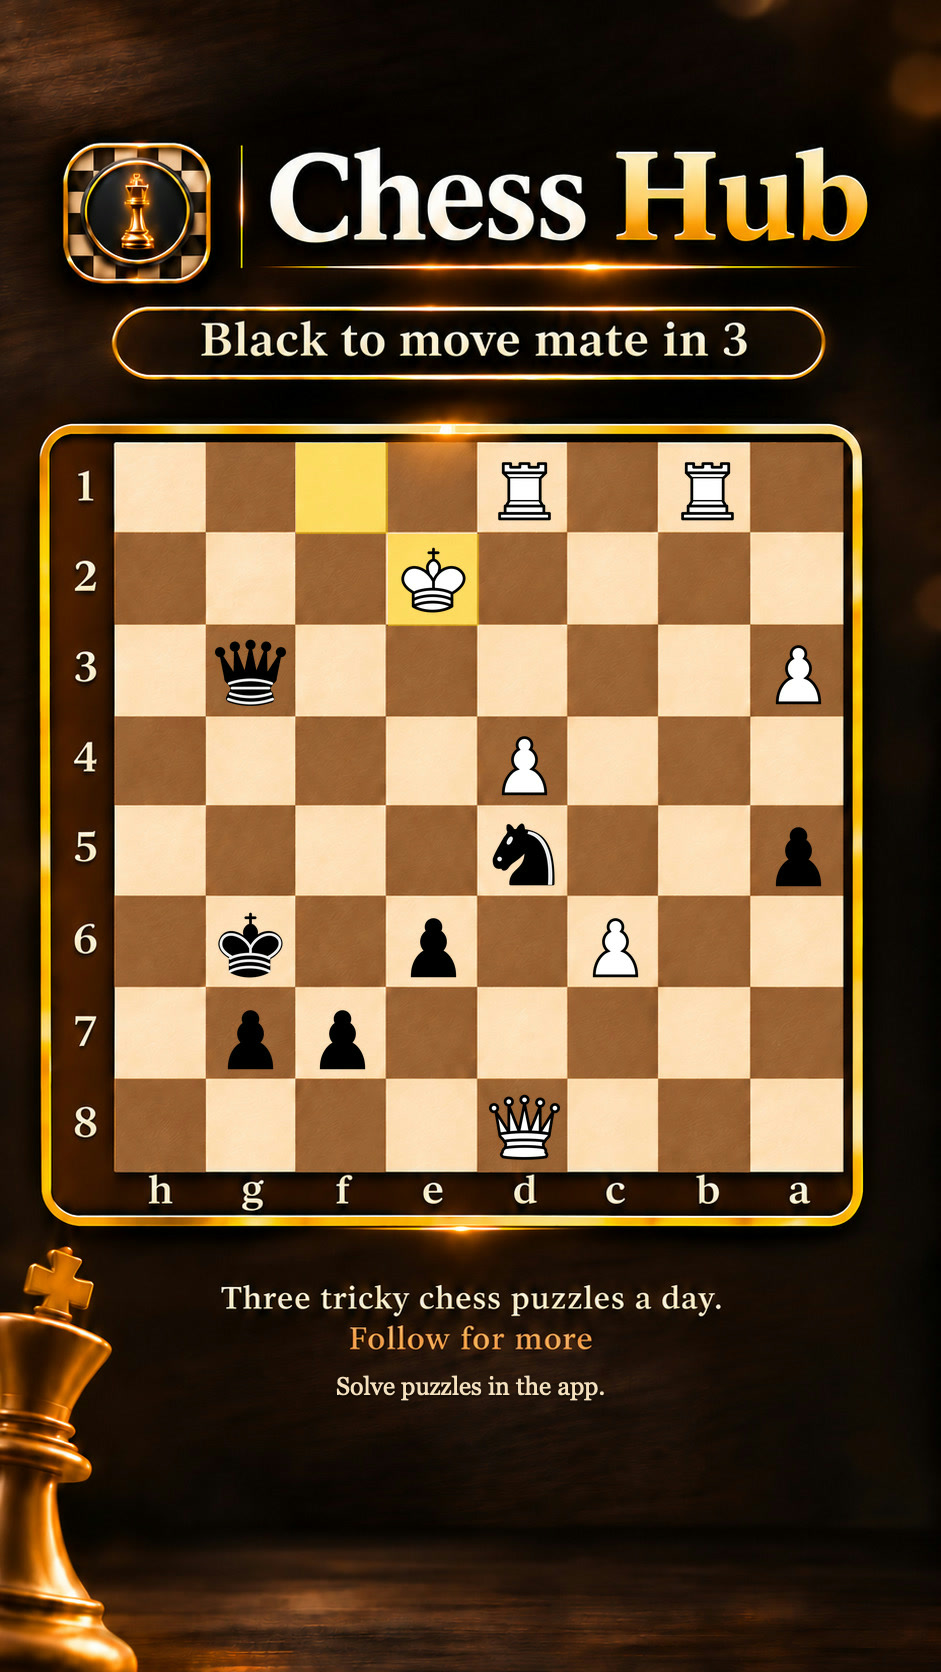 Chess Hub
Black to move mate in 3
1
2
3
4
5
6
7
8
h g f e d c b a
Three tricky chess puzzles a day.
Follow for more
Solve puzzles in the app.